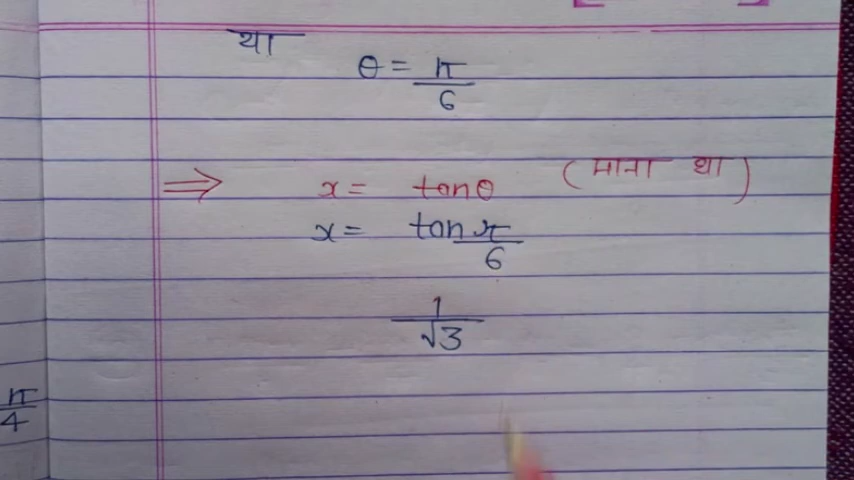 या
θ = π/6
⇒ x = tanθ (माना था)
x = tan π/6
1/√3
π/4